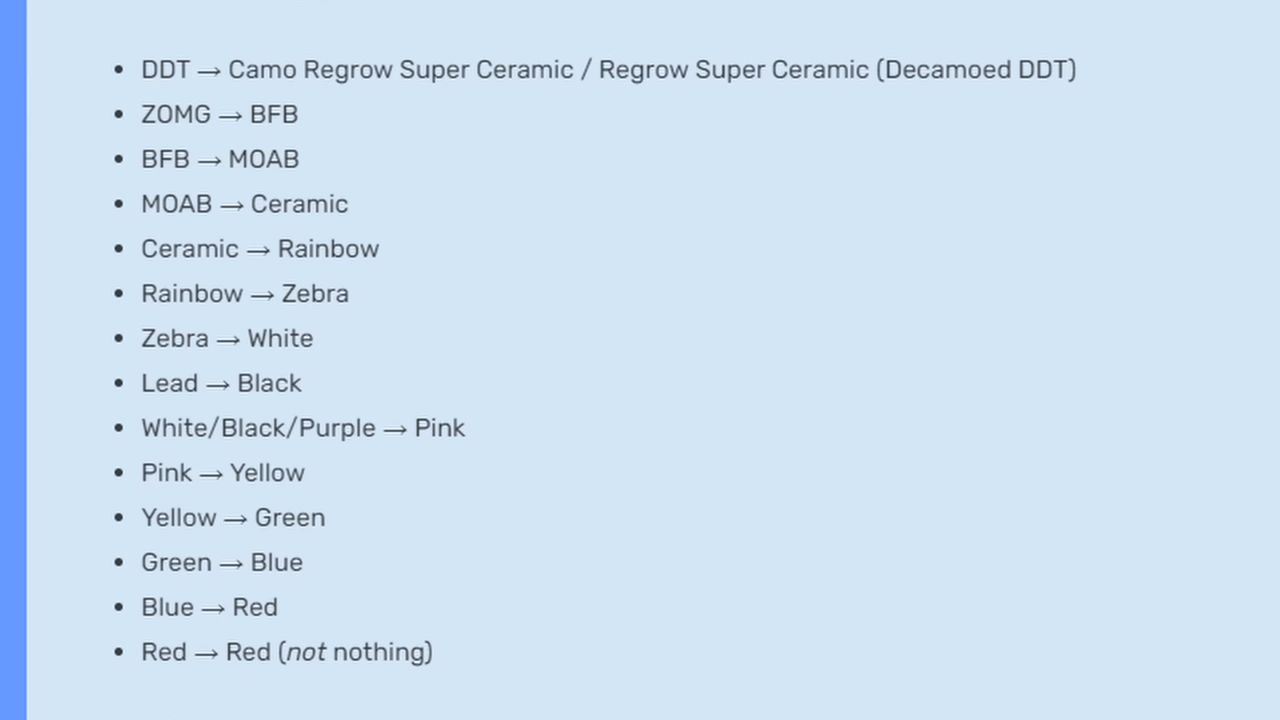 • DDT → Camo Regrow Super Ceramic / Regrow Super Ceramic (Decamoed DDT)
• ZOMG → BFB
• BFB → MOAB
• MOAB → Ceramic
• Ceramic → Rainbow
• Rainbow → Zebra
• Zebra → White
• Lead → Black
• White/Black/Purple → Pink
• Pink → Yellow
• Yellow → Green
• Green → Blue
• Blue → Red
• Red → Red (not nothing)